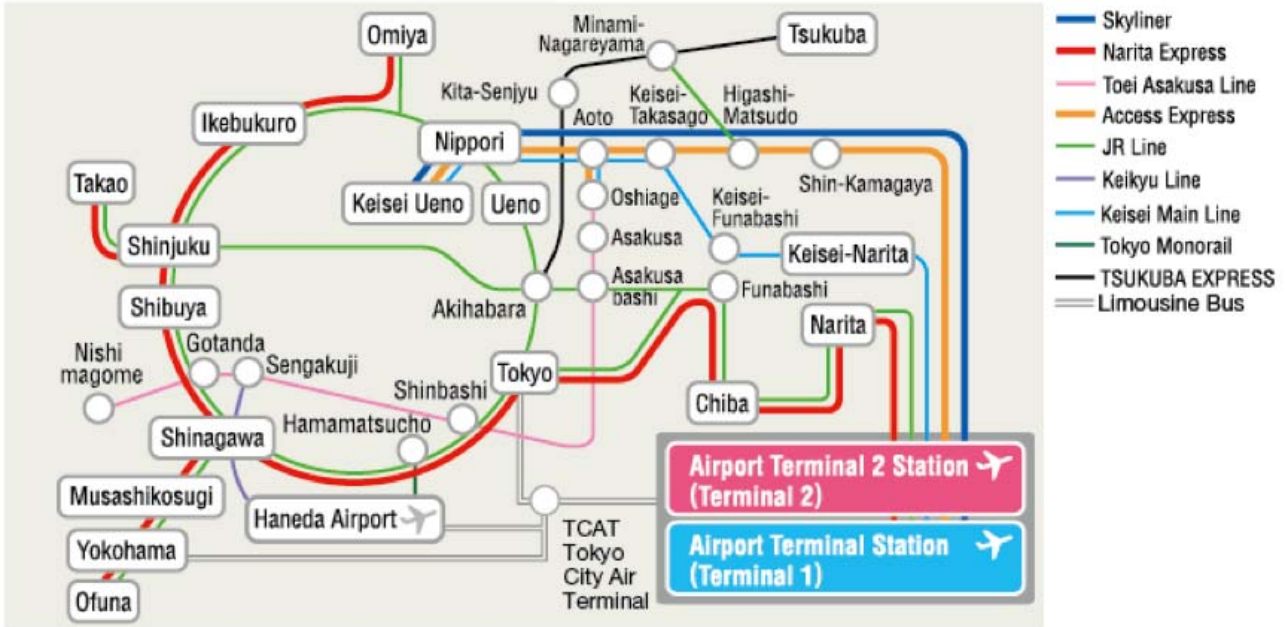 Omiya
Minami-
Nagareyama
Tsukuba
Kita-Senjyu
Keisei-
Takasago
Higashi-
Matsudo
Ikebukuro
Nippori
Aoto
Takao
Keisei Ueno
Ueno
Oshiage
Shin-Kamagaya
Keisei-
Funabashi
Shinjuku
Asakusa
Keisei-Narita
Shibuya
Akihabara
Asakusa
bashi
Funabashi
Narita
Nishi
magome
Gotanda
Sengakuji
Shinbashi
Tokyo
Hamamatsucho
Chiba
Shinagawa
Musashikosugi
Haneda Airport
Yokohama
Ofuna
TCAT
Tokyo
City Air
Terminal
Airport Terminal 2 Station
(Terminal 2)
Airport Terminal Station
(Terminal 1)
Skyliner
Narita Express
Toei Asakusa Line
Access Express
JR Line
Keikyu Line
Keisei Main Line
Tokyo Monorail
TSUKUBA EXPRESS
Limousine Bus